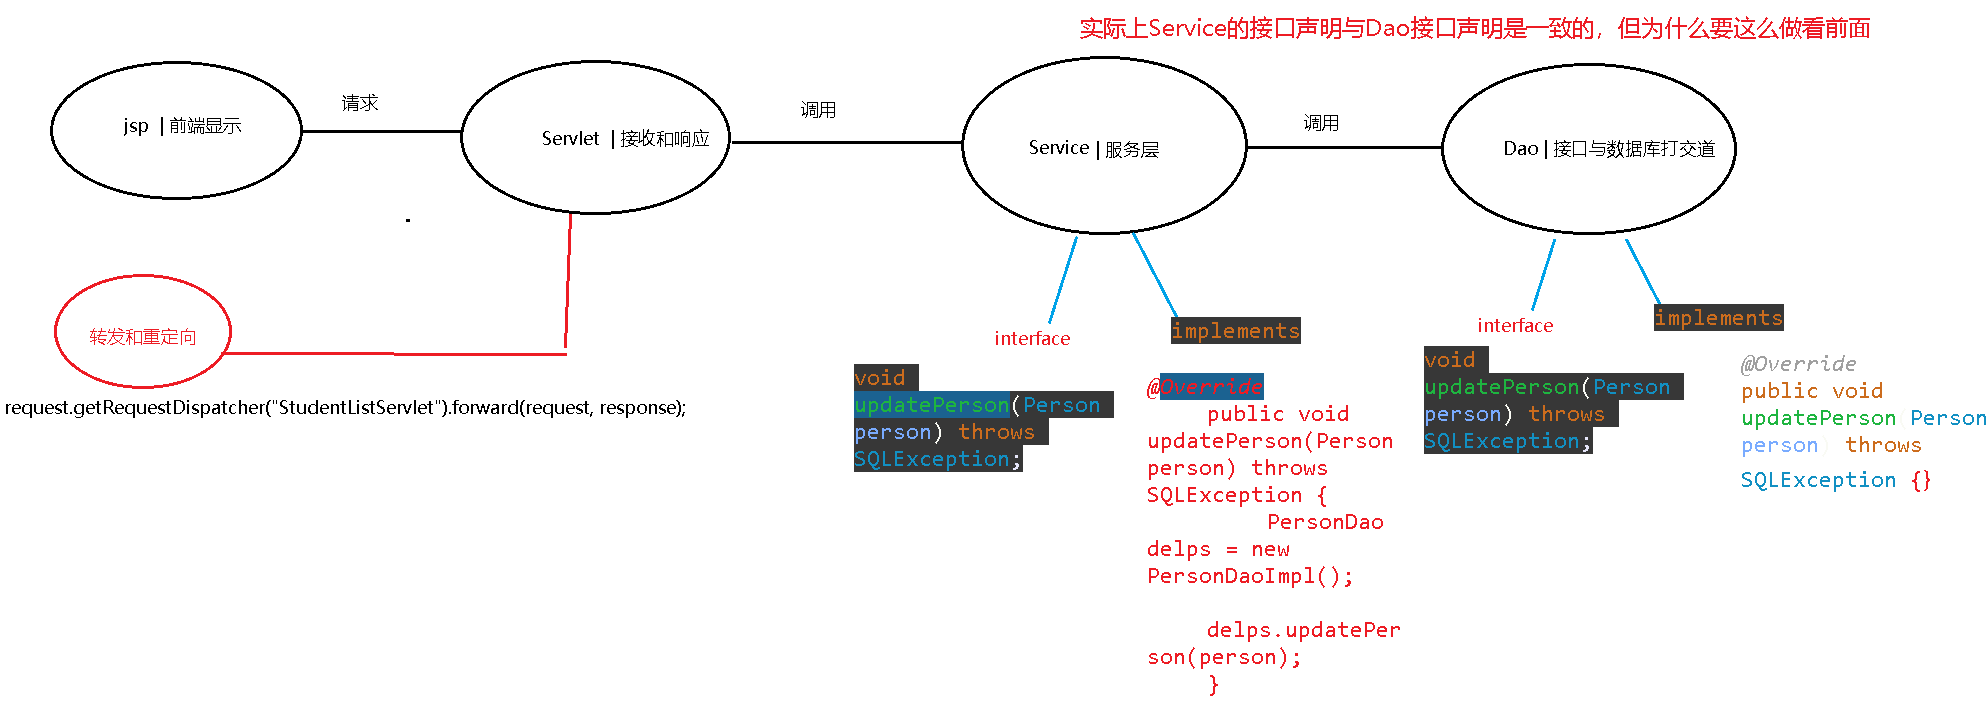 实际上Service的接口声明与Dao接口声明是一致的，但为什么要这么做看前面
jsp |前端显示
请求
Servlet |接收和响应
调用
Service|服务层
调用
Dao|接口与数据库打交道
转发和重定向
request.getRequestDispatcher("StudentListServlet").forward(request, response);
interface
void
updatePerson(Person
person) throws
SQLException;
implements
@Override
public void
updatePerson(Person
person) throws
SQLException {
PersonDao
delps = new
PersonDaoImpl();
delps.updatePer
son(person);
}
interface
void
updatePerson(Person
person) throws
SQLException;
implements
@Override
public void
updatePerson Person
person throws
SQLException {}